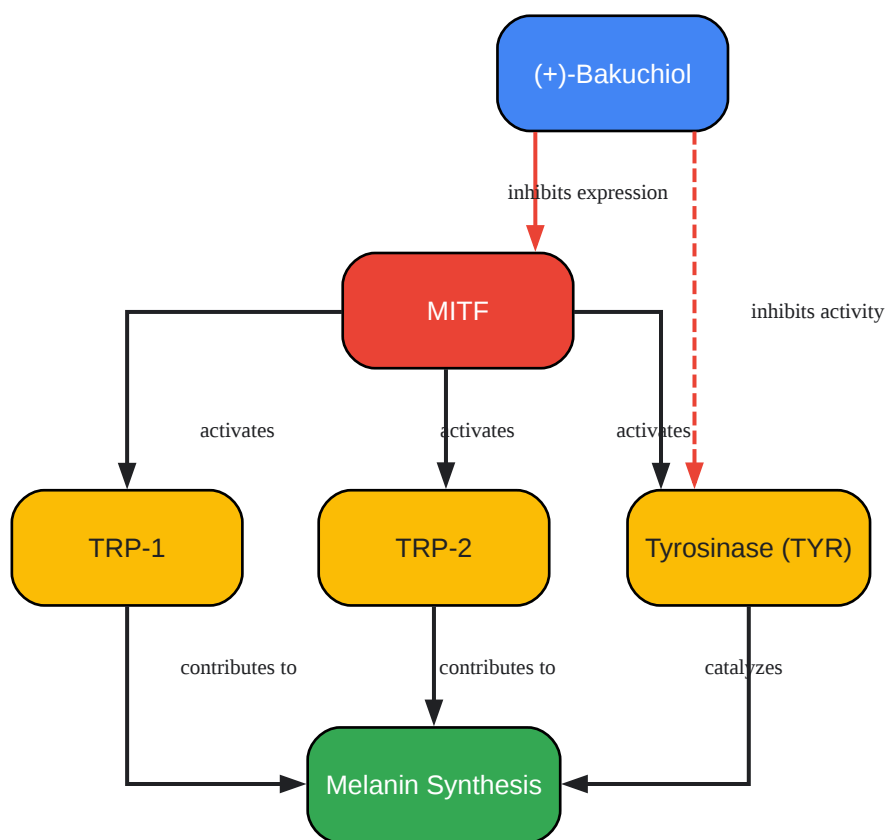 (+)-Bakuchiol
inhibits expression
MITF
inhibits activity
activates
activates
activates
TRP-1
TRP-2
Tyrosinase (TYR)
contributes to
contributes to
catalyzes
Melanin Synthesis